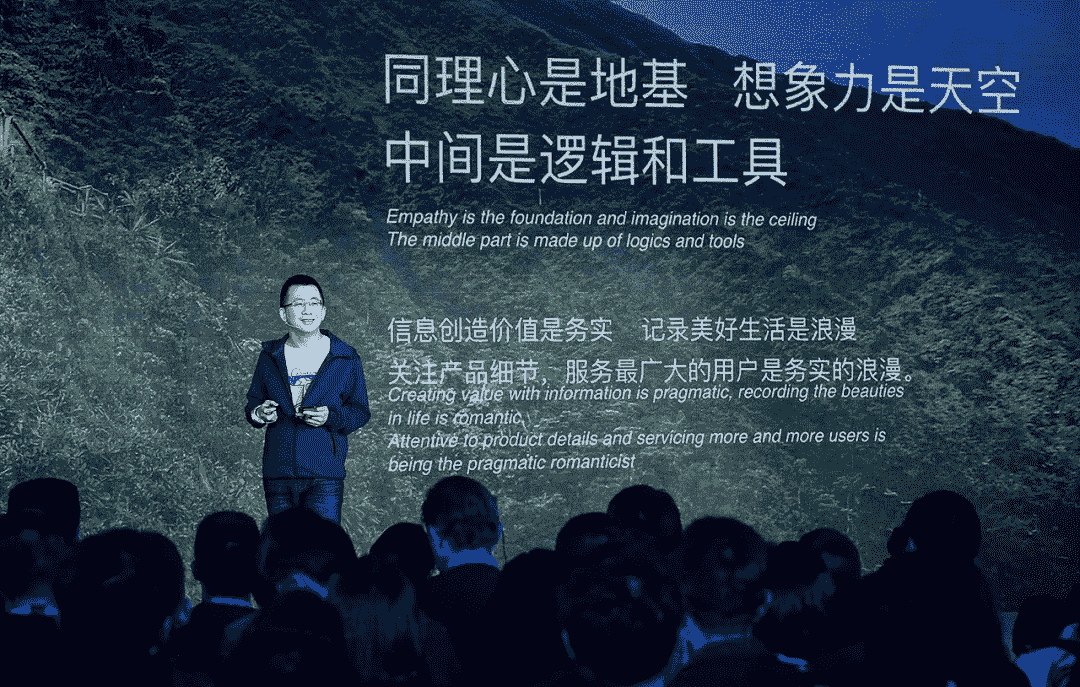 同理心是地基 想象力是天空
中间是逻辑和工具
Empathy is the foundation and imagination is the ceiling
The middle part is made up of logics and tools
信息创造价值是务实 记录美好生活是浪漫
关注产品细节，服务最广大的用户是务实的浪漫。
Creating value with information is pragmatic, recording the beauties
in life is romantic
Attentive to product details and servicing more and more users is
being the pragmatic romanticist